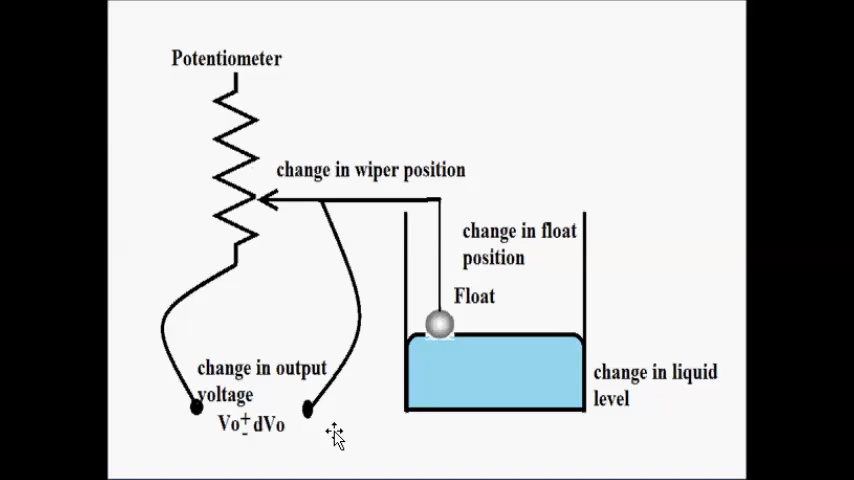 Potentiometer
change in wiper position
change in float
position
Float
change in output
voltage
Vo±dVo
change in liquid
level